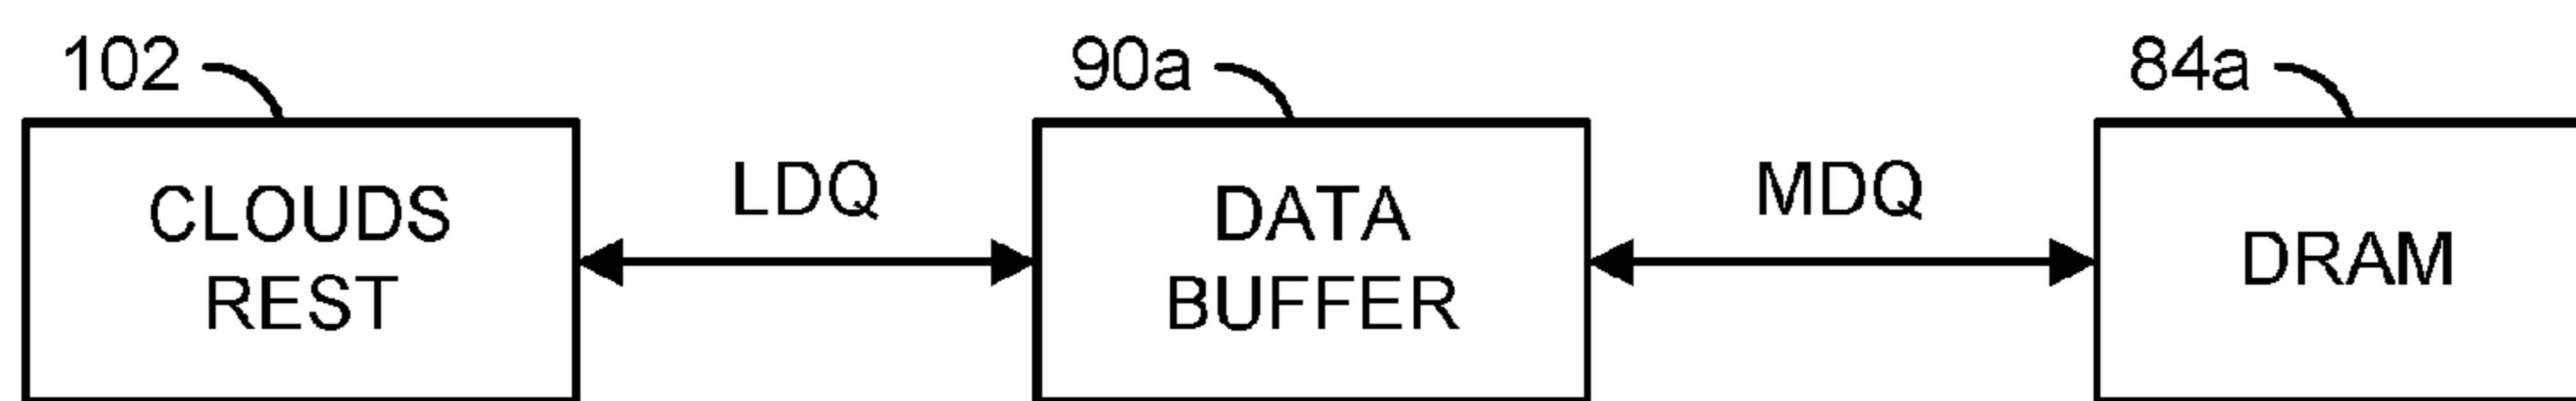 102
90a
84a
CLOUDS
REST
LDQ
DATA
BUFFER
MDQ
DRAM